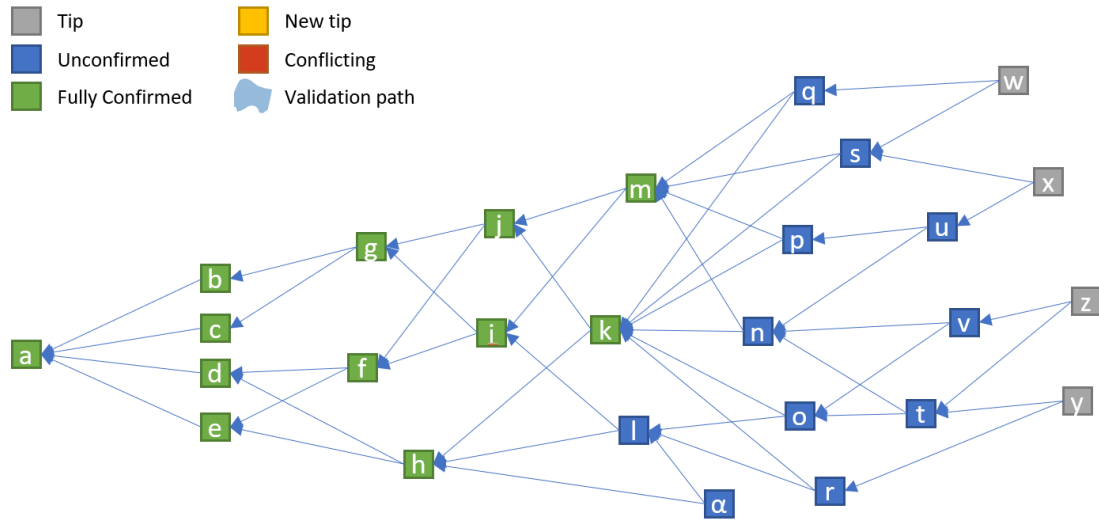 Tip New tip
Unconfirmed Conflicting
Fully Confirmed Validation path
q w
s x
m
j p u
g
b
c k n v z
a i
d f
e o t y
l
h
r
α